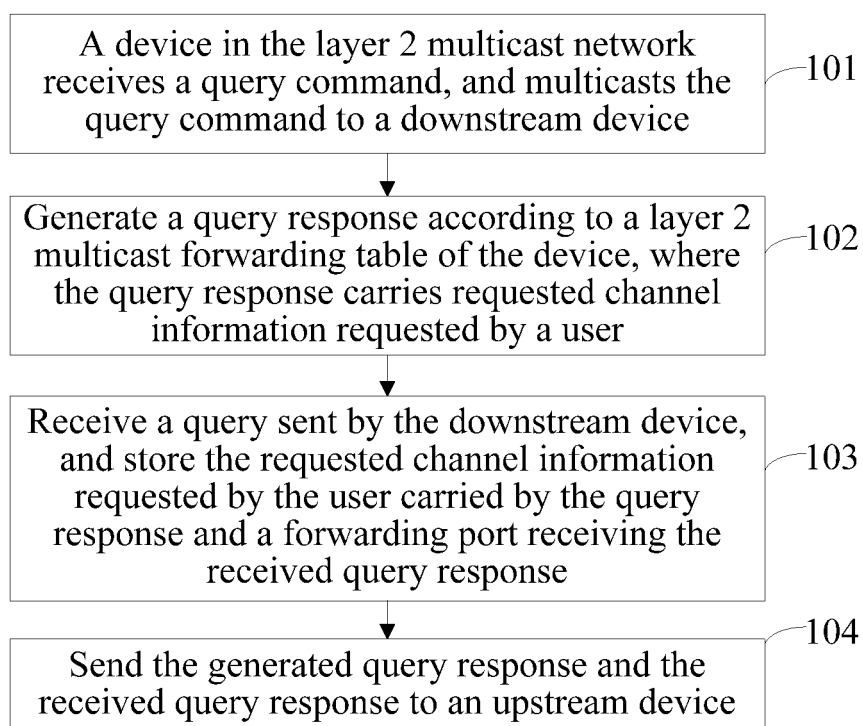 A device in the layer 2 multicast network
receives a query command, and multicasts the
query command to a downstream device
101
Generate a query response according to a layer 2
multicast forwarding table of the device, where
the query response carries requested channel
information requested by a user
102
Receive a query sent by the downstream device,
and store the requested channel information
requested by the user carried by the query
response and a forwarding port receiving the
received query response
103
Send the generated query response and the
received query response to an upstream device
104